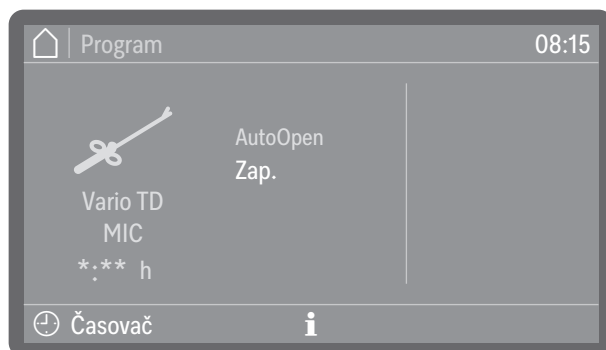 Program
08:15
AutoOpen
Zap.
Vario TD
MIC
*:** h
Časovač
i